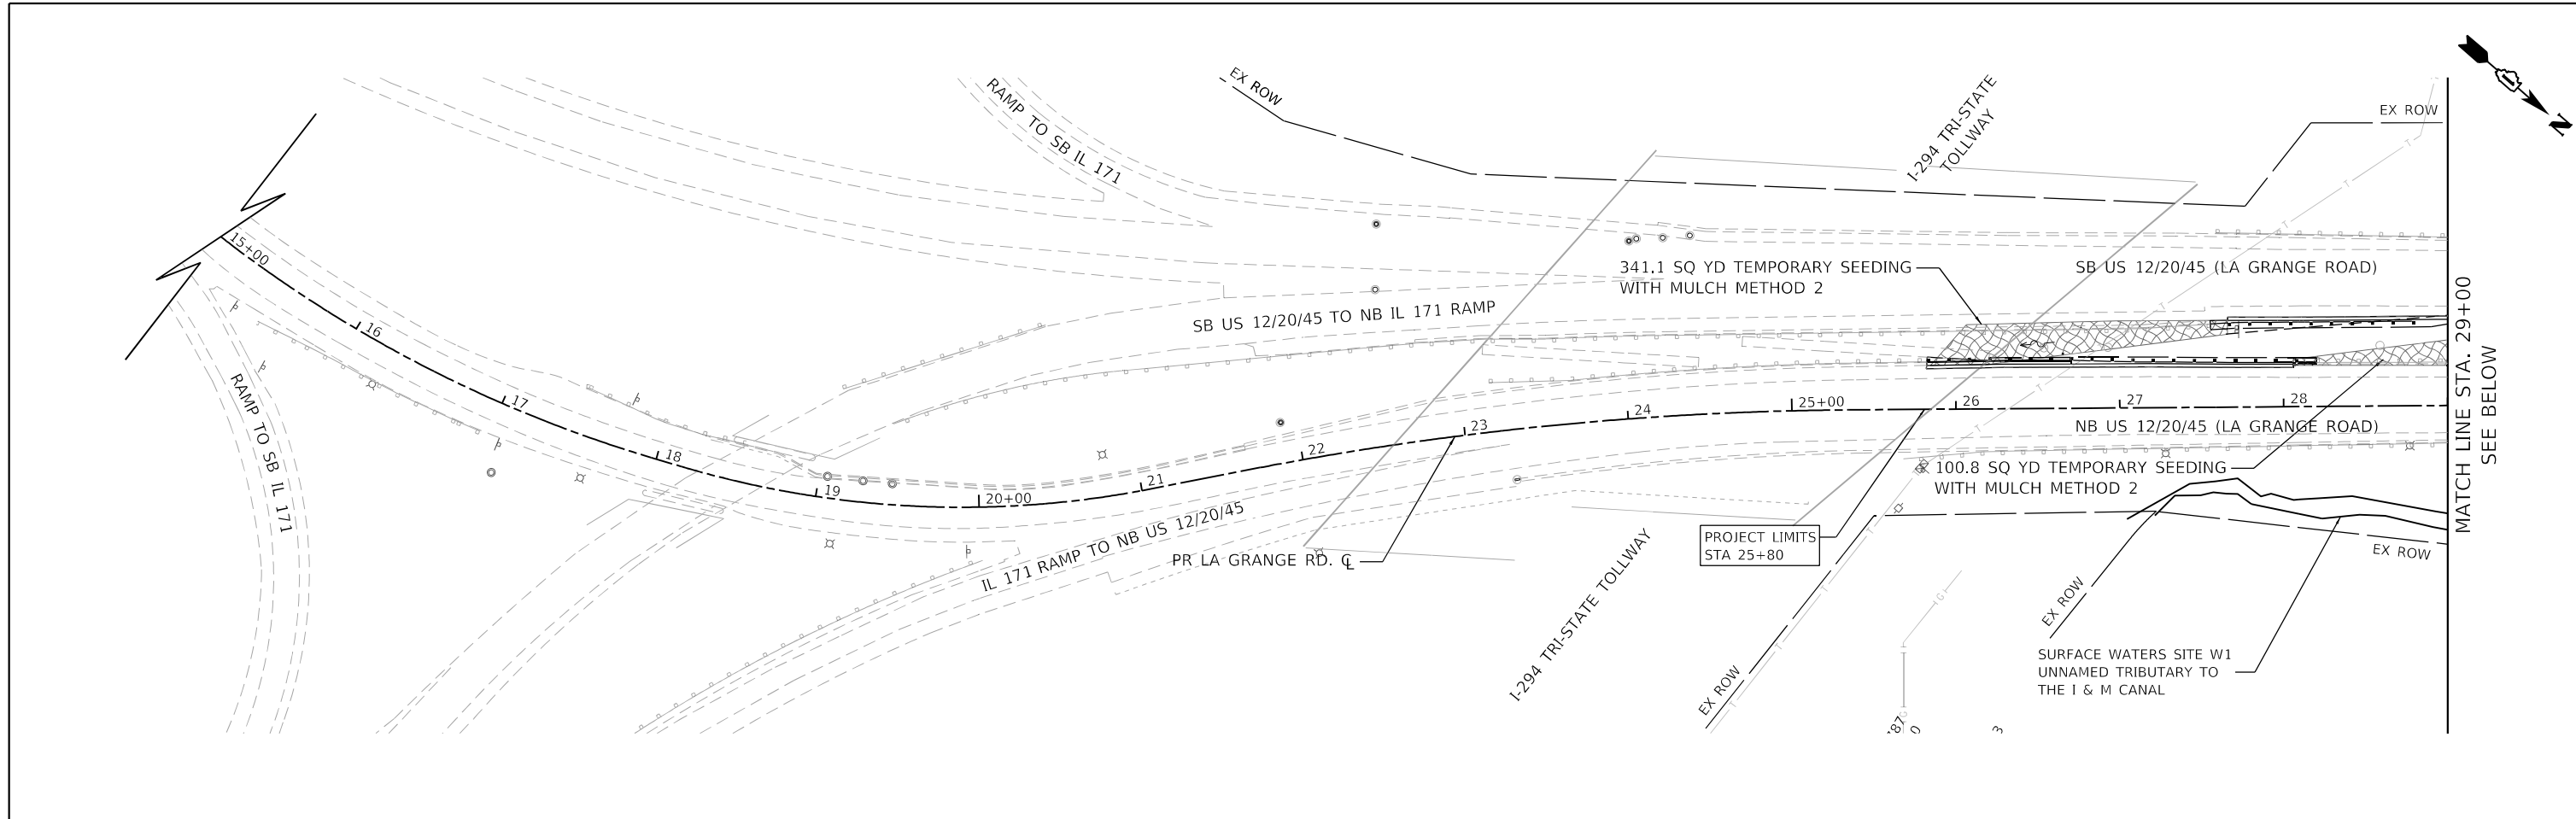 EX ROW
RAMP TO SB IL 171
I-294 TRI-STATE
TOLLWAY
EX ROW
N
15+00
341.1 SQ YD TEMPORARY SEEDING
WITH MULCH METHOD 2
SB US 12/20/45 (LA GRANGE ROAD)
SB US 12/20/45 TO NB IL 171 RAMP
16
17
18
19
20+00
21
22
23
24
25+00
26
27
28
MATCH LINE STA. 29+00
SEE BELOW
RAMP TO SB IL 171
NB US 12/20/45 (LA GRANGE ROAD)
100.8 SQ YD TEMPORARY SEEDING
WITH MULCH METHOD 2
IL 171 RAMP TO NB US 12/20/45
PR LA GRANGE RD. ℄
PROJECT LIMITS
STA 25+80
EX ROW
I-294 TRI-STATE TOLLWAY
EX ROW
EX ROW
SURFACE WATERS SITE W1
UNNAMED TRIBUTARY TO
THE I & M CANAL
T
T
T
T
T
T
T
T
G
3